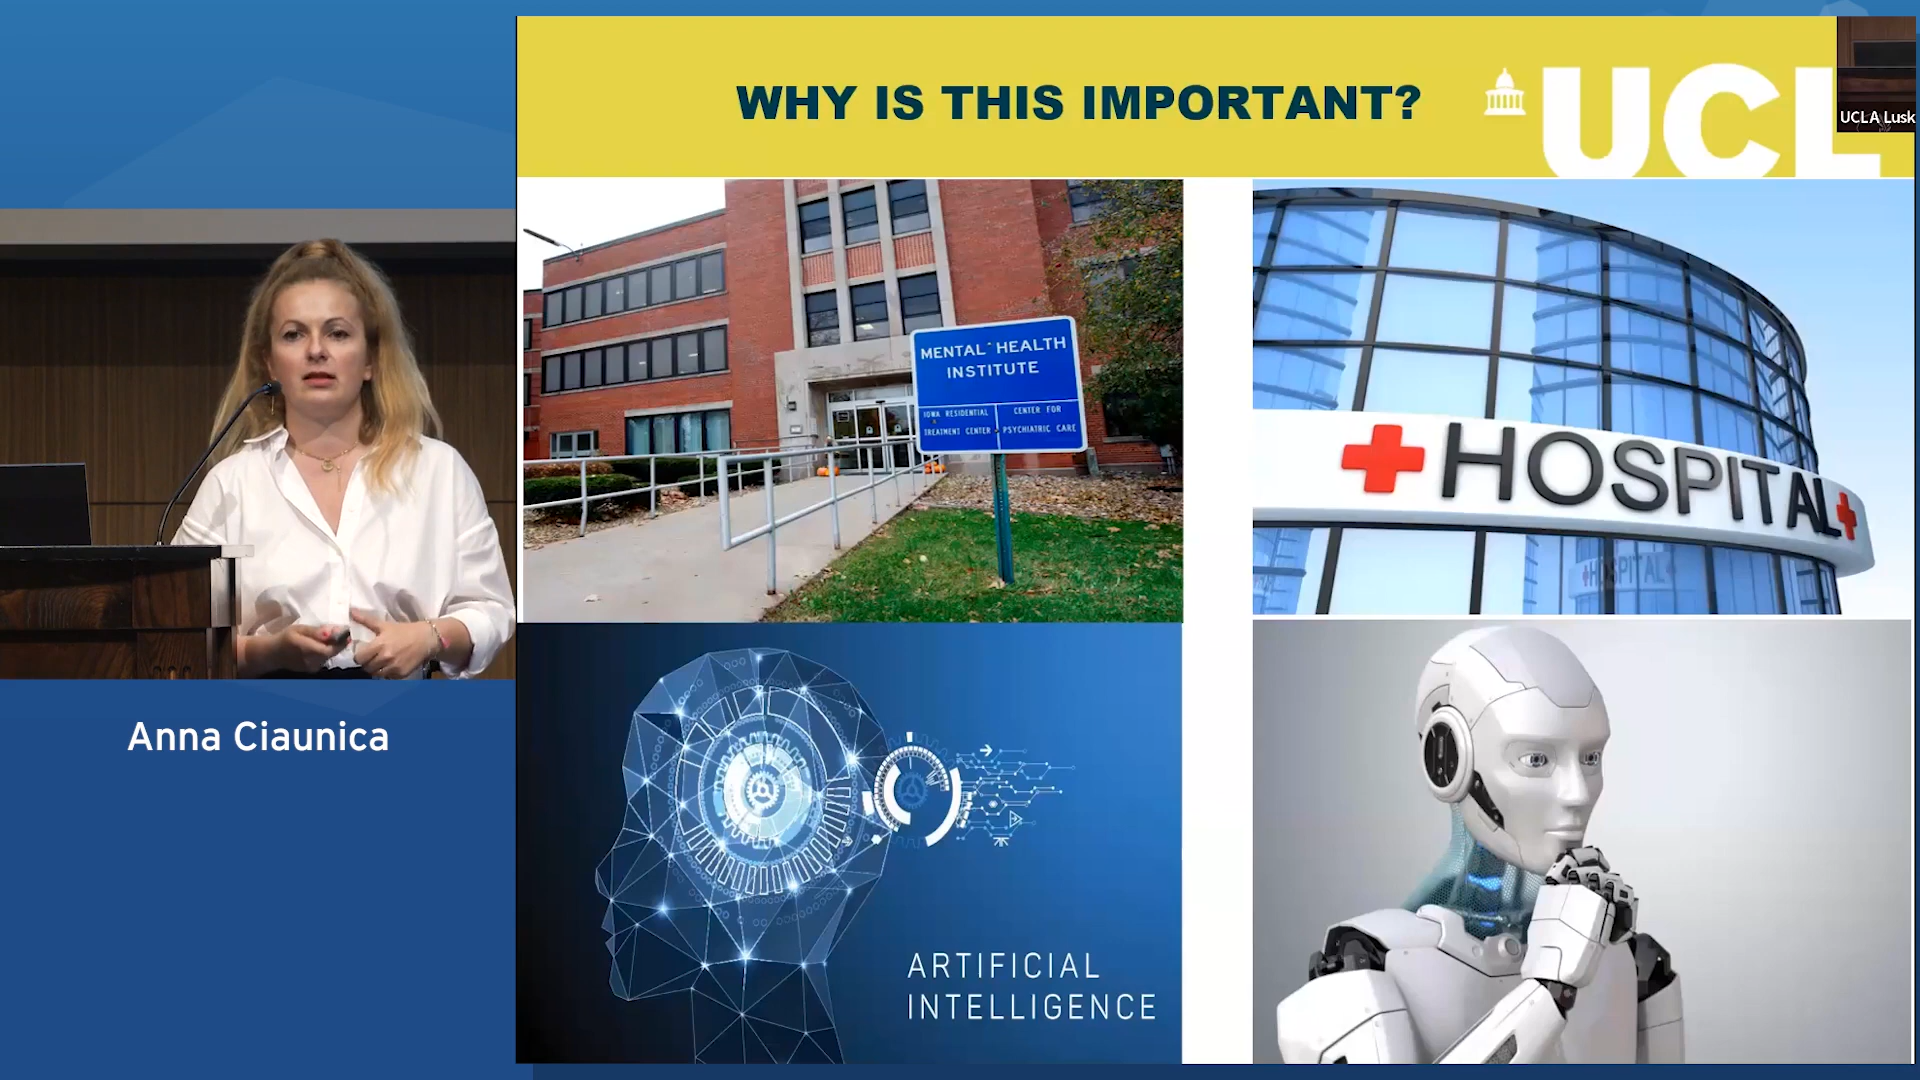 WHY IS THIS IMPORTANT?
UCL
UCLA Lusk
MENTAL HEALTH
INSTITUTE
IOWA RESIDENTIAL
TREATMENT CENTER
CENTER FOR
PSYCHIATRIC CARE
HOSPITAL
HOSPITAL
Anna Ciaunica
ARTIFICIAL
INTELLIGENCE